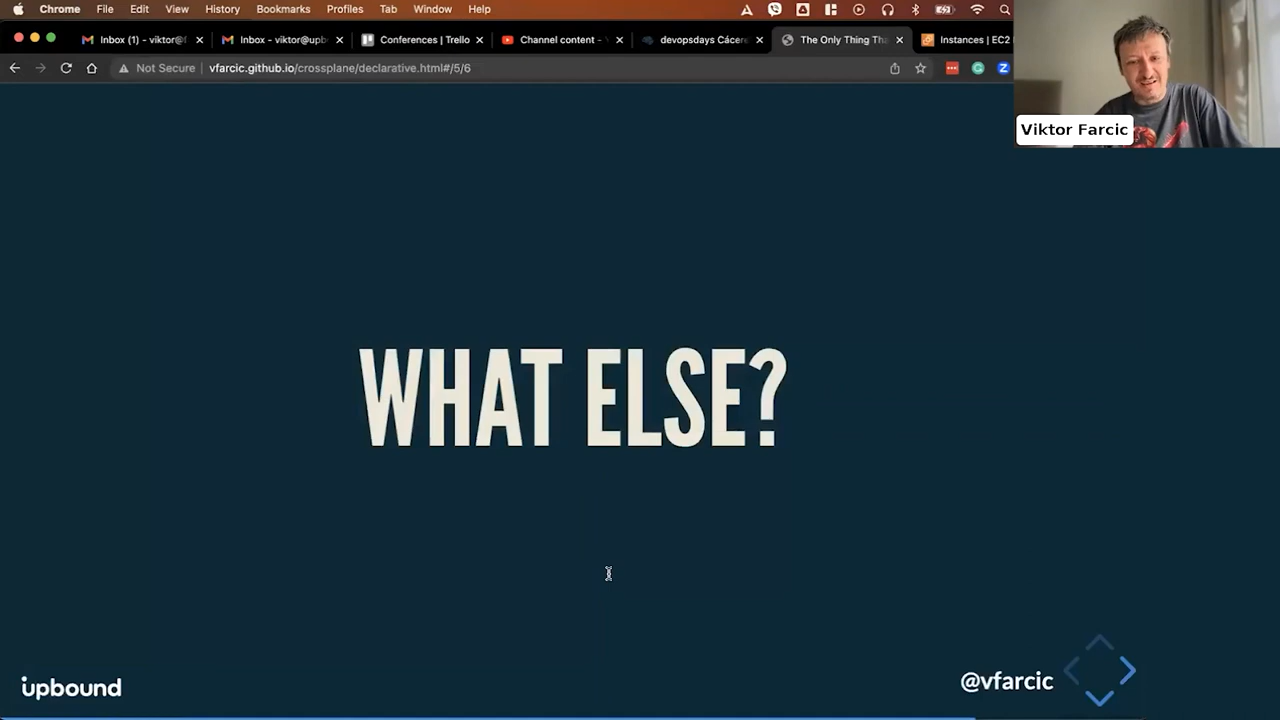 Chrome File Edit View History Bookmarks Profiles Tab Window Help
Inbox (1) - viktor@f Inbox - viktor@upb Conferences | Trello Channel content - devopsdays Cácere The Only Thing Tha Instances | EC2
Not Secure vfarcic.github.io/crossplane/declarative.html#/5/6
Viktor Farcic
WHAT ELSE?
upbound
@vfarcic